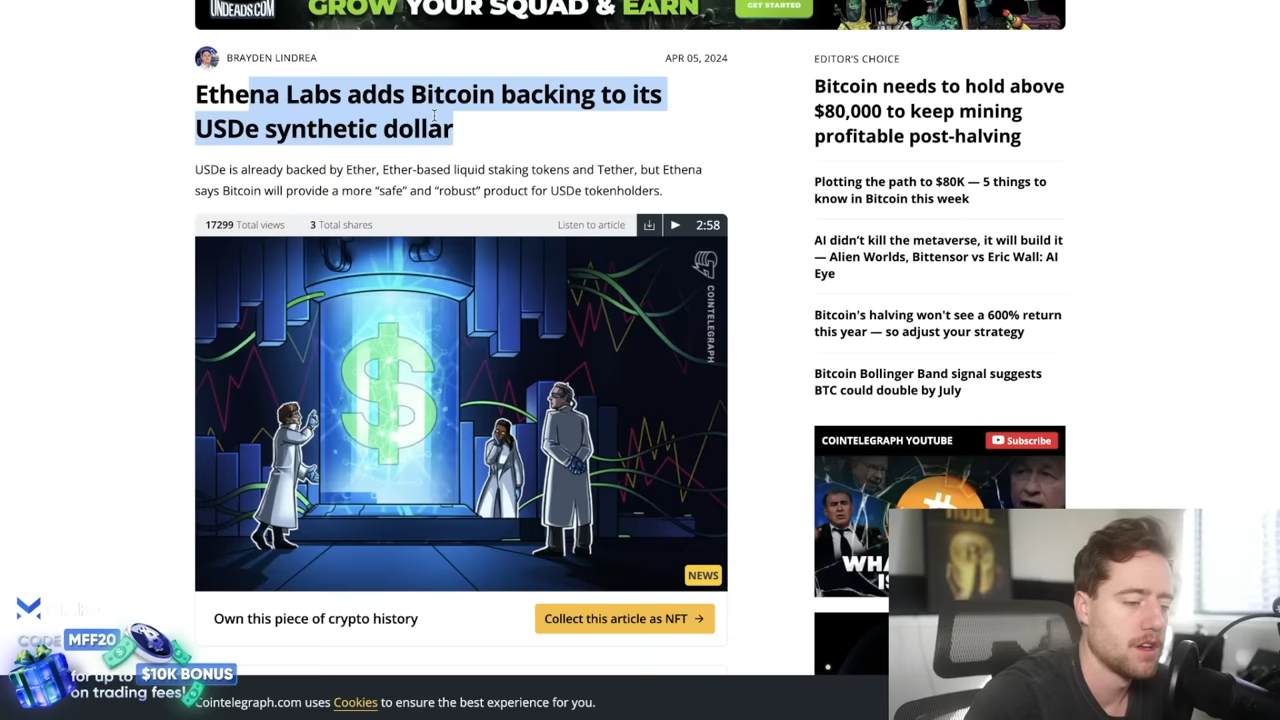 UNDEADS.COM
GROW YOUR SQUAD & EARN
GET STARTED
BRAYDEN LINDREA
APR 05, 2024
Ethena Labs adds Bitcoin backing to its
USDe synthetic dollar
USDe is already backed by Ether, Ether-based liquid staking tokens and Tether, but Ethena
says Bitcoin will provide a more “safe” and “robust” product for USDe tokenholders.
17299 Total views
3 Total shares
Listen to article
2:58
COINTELEGRAPH
$
NEWS
Own this piece of crypto history
Collect this article as NFT →
Cointelegraph.com uses Cookies to ensure the best experience for you.
EDITOR’S CHOICE
Bitcoin needs to hold above
$80,000 to keep mining
profitable post-halving
Plotting the path to $80K — 5 things to
know in Bitcoin this week
AI didn’t kill the metaverse, it will build it
— Alien Worlds, Bittensor vs Eric Wall: AI
Eye
Bitcoin's halving won't see a 600% return
this year — so adjust your strategy
Bitcoin Bollinger Band signal suggests
BTC could double by July
COINTELEGRAPH YOUTUBE
Subscribe
CODE MFF20
for up to $10K BONUS
on trading fees!